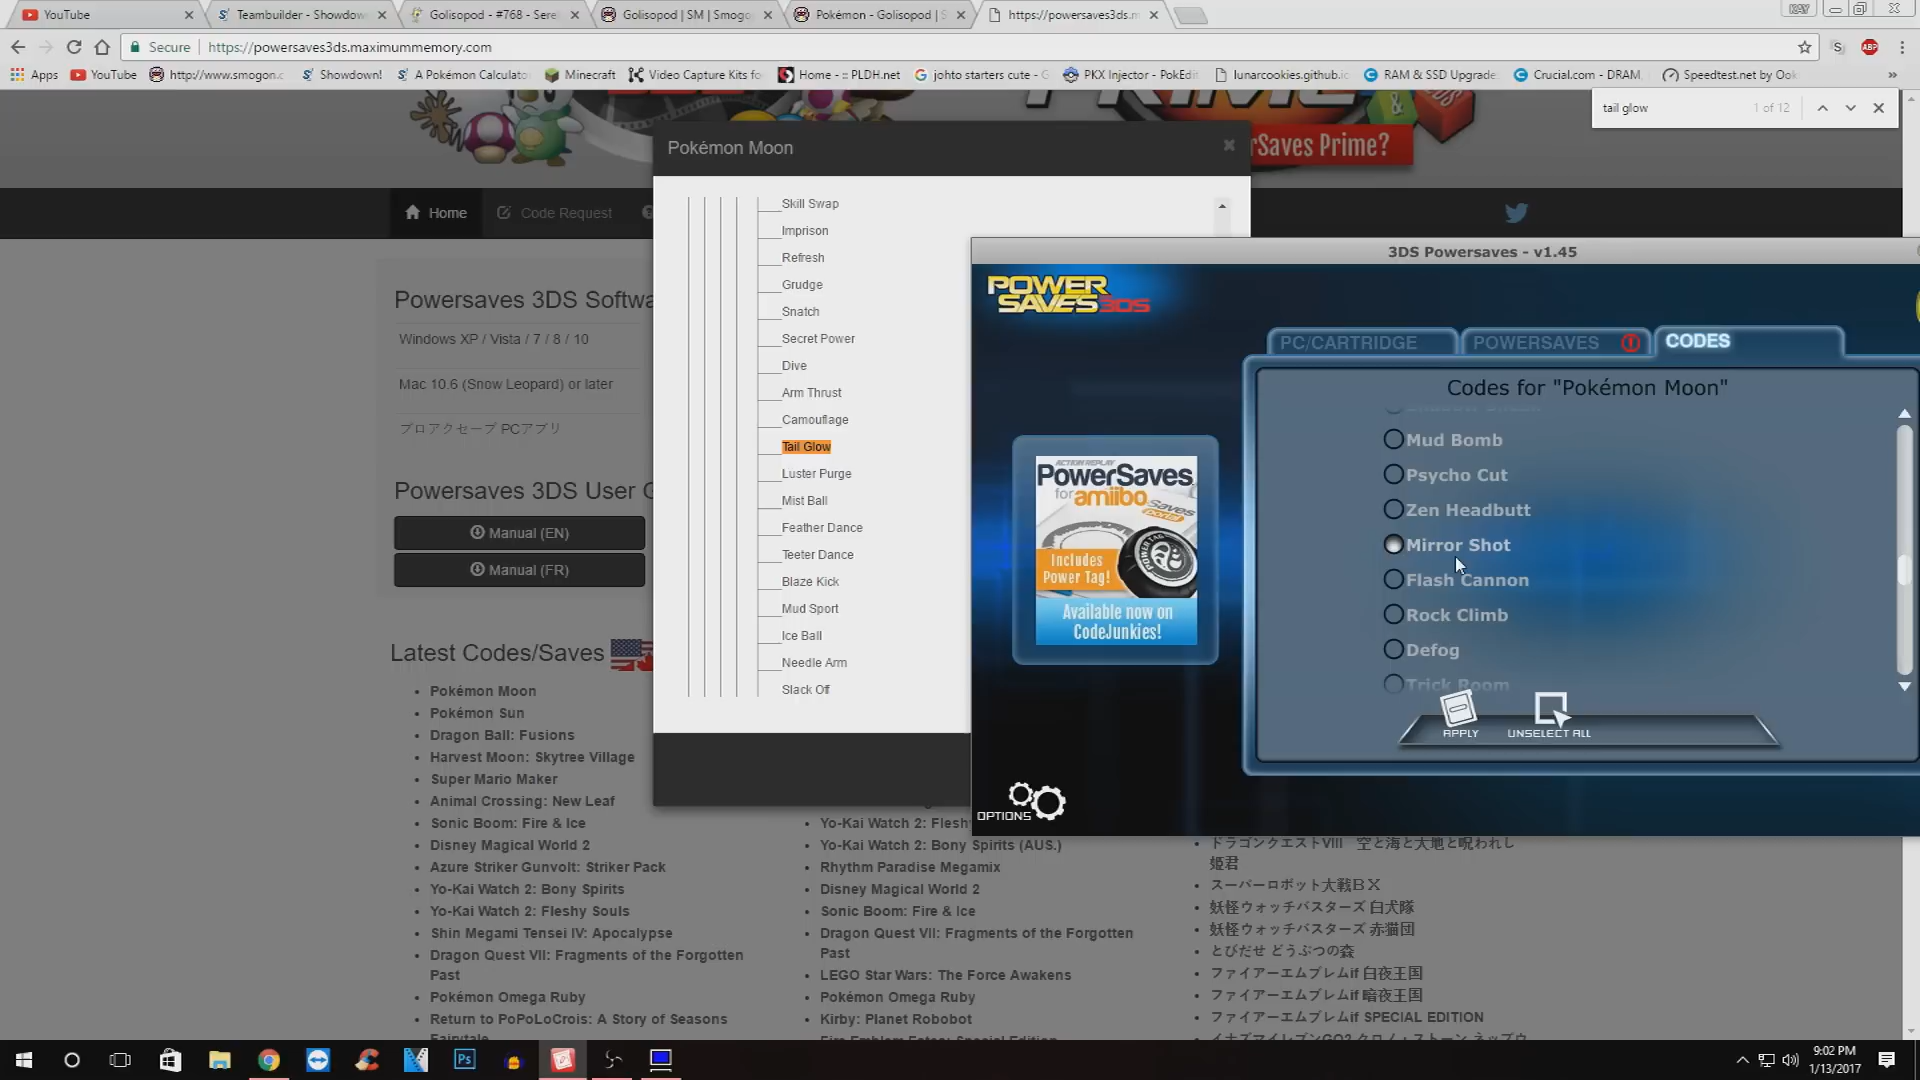 YouTube
Teambuilder - Showdow
Golisopod - #768 - Sere
Golisopod | SM | Smogo
Pokémon - Golisopod | S
https://powersaves3ds.m
RAY
Secure
https://powersaves3ds.maximummemory.com
ABP
Apps
YouTube
http://www.smogon.c
Showdown!
A Pokémon Calculato
Minecraft
Video Capture Kits fo
Home - :: PLDH.net
johto starters cute - G
PKX Injector - PokEdit
lunarcookies.github.io
RAM & SSD Upgrade
Crucial.com - DRAM,
Speedtest.net by Ook
tail glow
1 of 12
rSaves Prime?
Pokémon Moon
Home
Code Request
Skill Swap
Imprison
Refresh
Grudge
Snatch
Secret Power
Dive
Arm Thrust
Camouflage
Tail Glow
Luster Purge
Mist Ball
Feather Dance
Teeter Dance
Blaze Kick
Mud Sport
Ice Ball
Needle Arm
Slack Off
Powersaves 3DS Softwa
Windows XP / Vista / 7 / 8 / 10
Mac 10.6 (Snow Leopard) or later
プロアクセーブ PCアプリ
Powersaves 3DS User G
Manual (EN)
Manual (FR)
3DS Powersaves - v1.45
POWER
SAVES 3DS
PC/CARTRIDGE
POWERSAVES
CODES
Codes for "Pokémon Moon"
Mud Bomb
Psycho Cut
Zen Headbutt
Mirror Shot
Flash Cannon
Rock Climb
Defog
Trick Room
APPLY
UNSELECT ALL
ACTION REPLAY
PowerSaves
for amiibo
Saves
portal
POWER TAG
Includes
Power Tag!
Available now on
CodeJunkies!
OPTIONS
Latest Codes/Saves
Pokémon Moon
Pokémon Sun
Dragon Ball: Fusions
Harvest Moon: Skytree Village
Super Mario Maker
Animal Crossing: New Leaf
Sonic Boom: Fire & Ice
Disney Magical World 2
Azure Striker Gunvolt: Striker Pack
Yo-Kai Watch 2: Bony Spirits
Yo-Kai Watch 2: Fleshy Souls
Shin Megami Tensei IV: Apocalypse
Dragon Quest VII: Fragments of the Forgotten
Past
Pokémon Omega Ruby
Return to PoPoLoCrois: A Story of Seasons
Fairytale
Yo-Kai Watch 2: Flesh
Yo-Kai Watch 2: Bony Spirits (AUS.)
Rhythm Paradise Megamix
Disney Magical World 2
Sonic Boom: Fire & Ice
Dragon Quest VII: Fragments of the Forgotten
Past
LEGO Star Wars: The Force Awakens
Pokémon Omega Ruby
Kirby: Planet Robobot
ドラゴンクエストVIII 空と海と大地と呪われし
姫君
スーパーロボット大戦BX
妖怪ウォッチバスターズ 白犬隊
妖怪ウォッチバスターズ 赤猫団
とびだせ どうぶつの森
ファイアーエムブレムif 白夜王国
ファイアーエムブレムif 暗夜王国
ファイアーエムブレムif SPECIAL EDITION
Ps
9:02 PM
1/13/2017